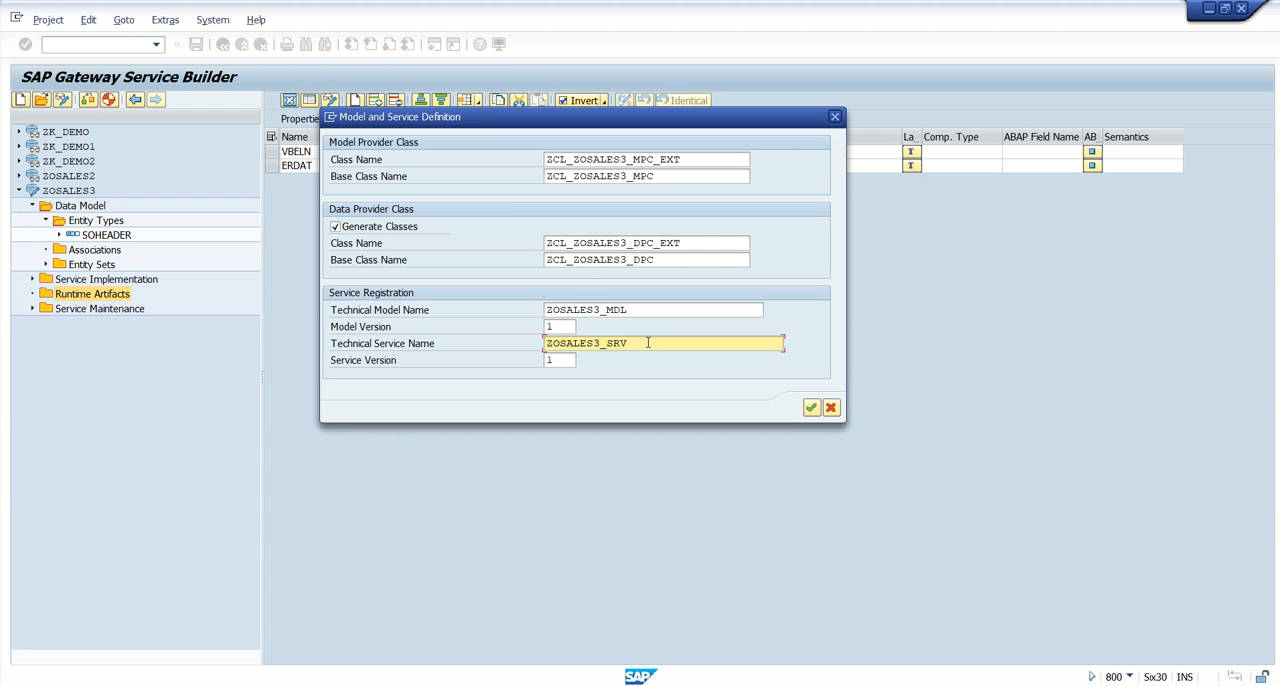 Project Edit Goto Extras System Help
SAP Gateway Service Builder
Invert
Identical
ZK_DEMO
ZK_DEMO1
ZK_DEMO2
ZOSALES2
ZOSALES3
Data Model
Entity Types
SOHEADER
Associations
Entity Sets
Service Implementation
Runtime Artifacts
Service Maintenance
Properties
Name La.. Comp. Type ABAP Field Name AB.. Semantics
VBELN
ERDAT
Model and Service Definition
Model Provider Class
Class Name ZCL_ZOSALES3_MPC_EXT
Base Class Name ZCL_ZOSALES3_MPC
Data Provider Class
Generate Classes
Class Name ZCL_ZOSALES3_DPC_EXT
Base Class Name ZCL_ZOSALES3_DPC
Service Registration
Technical Model Name ZOSALES3_MDL
Model Version 1
Technical Service Name ZOSALES3_SRV
Service Version 1
SAP
800 Six30 INS